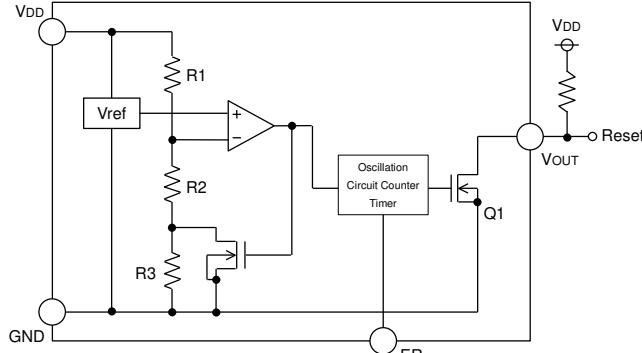 VDD
VDD
R1
Vref
+
−
Reset
VOUT
Oscillation
Circuit Counter
Timer
R2
Q1
R3
GND